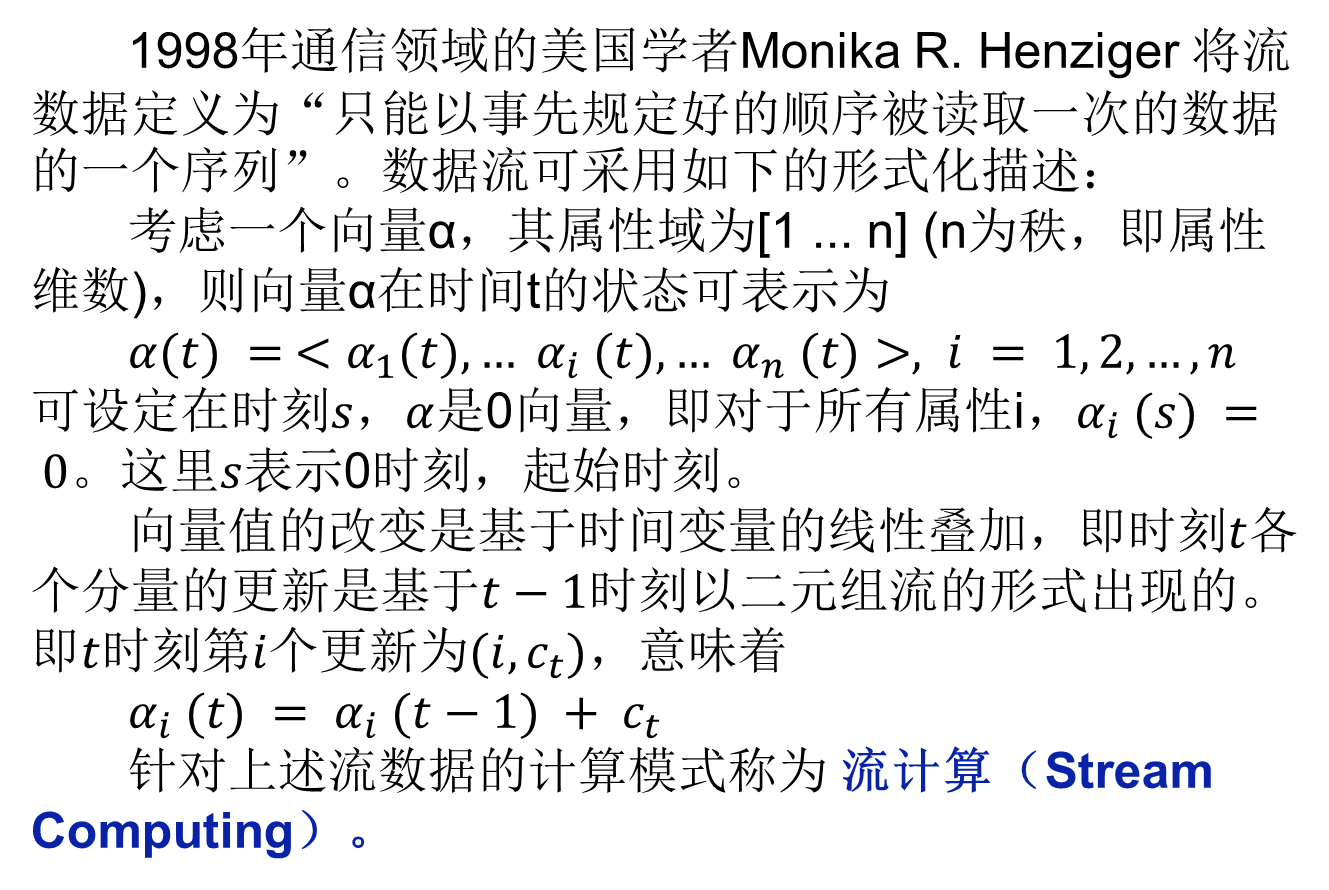 1998年通信领域的美国学者Monika R. Henziger 将流
数据定义为“只能以事先规定好的顺序被读取一次的数据
的一个序列”。数据流可采用如下的形式化描述：
考虑一个向量α，其属性域为[1 ... n] (n为秩，即属性
维数)，则向量α在时间t的状态可表示为
α(t) = < α₁(t), ... αᵢ (t), ... αₙ (t) >, i = 1, 2, ... , n
可设定在时刻s，α是0向量，即对于所有属性i，αᵢ (s) =
0。这里s表示0时刻，起始时刻。
向量值的改变是基于时间变量的线性叠加，即时刻t各
个分量的更新是基于t − 1时刻以二元组流的形式出现的。
即t时刻第i个更新为(i, cₜ)，意味着
αᵢ (t) = αᵢ (t − 1) + cₜ
针对上述流数据的计算模式称为 流计算（Stream
Computing）。